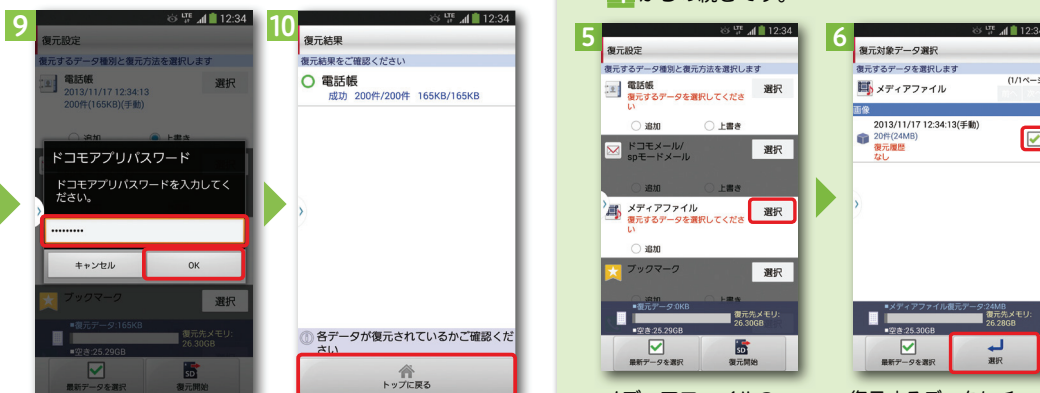 からの続きです。
9
12:34
復元設定
復元するデータ種別と復元方法を選択します
電話帳
2013/11/17 12:34:13
200件(165KB)(手動)
選択
追加
上書き
ドコモアプリパスワード
ドコモアプリパスワードを入力してく
ださい。
•••••••••
キャンセル
OK
ブックマーク
選択
■復元データ:165KB
復元先メモリ:
26.30GB
■空き:25.29GB
最新データを選択
復元開始
10
LTE 12:34
復元結果
復元結果をご確認ください
電話帳
成功 200件/200件 165KB/165KB
各データが復元されているかご確認くだ
さい
トップに戻る
5
LTE 12:34
復元設定
復元するデータ種別と復元方法を選択します
電話帳
復元するデータを選択してくださ
い
選択
追加
上書き
ドコモメール/
spモードメール
選択
追加
上書き
メディアファイル
復元するデータを選択してくださ
い
選択
追加
ブックマーク
選択
追加
上書き
■復元データ:0KB
復元先メモリ:
26.30GB
■空き:25.29GB
最新データを選択
SD
復元開始
6
LTE 12:34
復元対象データ選択
復元するデータを選択します
メディアファイル
(1/1ペー
画像
2013/11/17 12:34:13(手動)
20件(24MB)
復元履歴
なし
■メディアファイル復元データ:24MB
復元先メモリ:
26.28GB
■空き:25.30GB
最新データを選択
選択